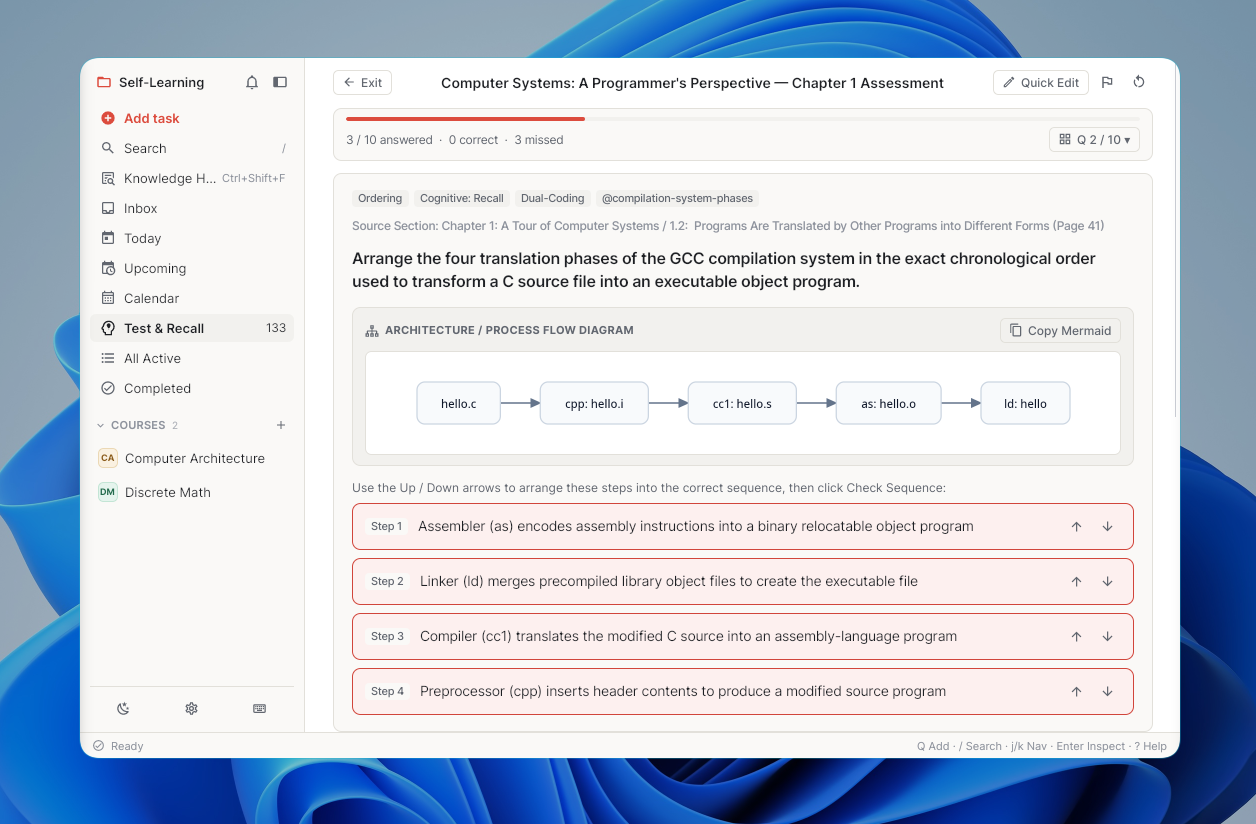 Self-Learning
Add task
Search /
Knowledge H... Ctrl+Shift+F
Inbox
Today
Upcoming
Calendar
Test & Recall 133
All Active
Completed
COURSES 2
CA Computer Architecture
DM Discrete Math
Exit
Computer Systems: A Programmer's Perspective — Chapter 1 Assessment
Quick Edit
3 / 10 answered · 0 correct · 3 missed
Q 2 / 10 ▾
Ordering
Cognitive: Recall
Dual-Coding
@compilation-system-phases
Source Section: Chapter 1: A Tour of Computer Systems / 1.2: Programs Are Translated by Other Programs into Different Forms (Page 41)
Arrange the four translation phases of the GCC compilation system in the exact chronological order
used to transform a C source file into an executable object program.
ARCHITECTURE / PROCESS FLOW DIAGRAM
Copy Mermaid
hello.c
cpp: hello.i
cc1: hello.s
as: hello.o
ld: hello
Use the Up / Down arrows to arrange these steps into the correct sequence, then click Check Sequence:
Step 1 Assembler (as) encodes assembly instructions into a binary relocatable object program
Step 2 Linker (ld) merges precompiled library object files to create the executable file
Step 3 Compiler (cc1) translates the modified C source into an assembly-language program
Step 4 Preprocessor (cpp) inserts header contents to produce a modified source program
Ready
Q Add · / Search · j/k Nav · Enter Inspect · ? Help